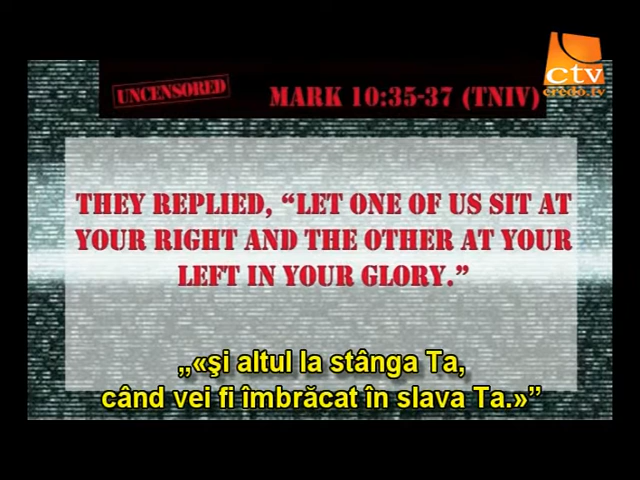 ctv
credo.tv
UNCENSORED
MARK 10:35-37 (TNIV)
THEY REPLIED, “LET ONE OF US SIT AT
YOUR RIGHT AND THE OTHER AT YOUR
LEFT IN YOUR GLORY.”
„«şi altul la stânga Ta,
când vei fi îmbrăcat în slava Ta.»”